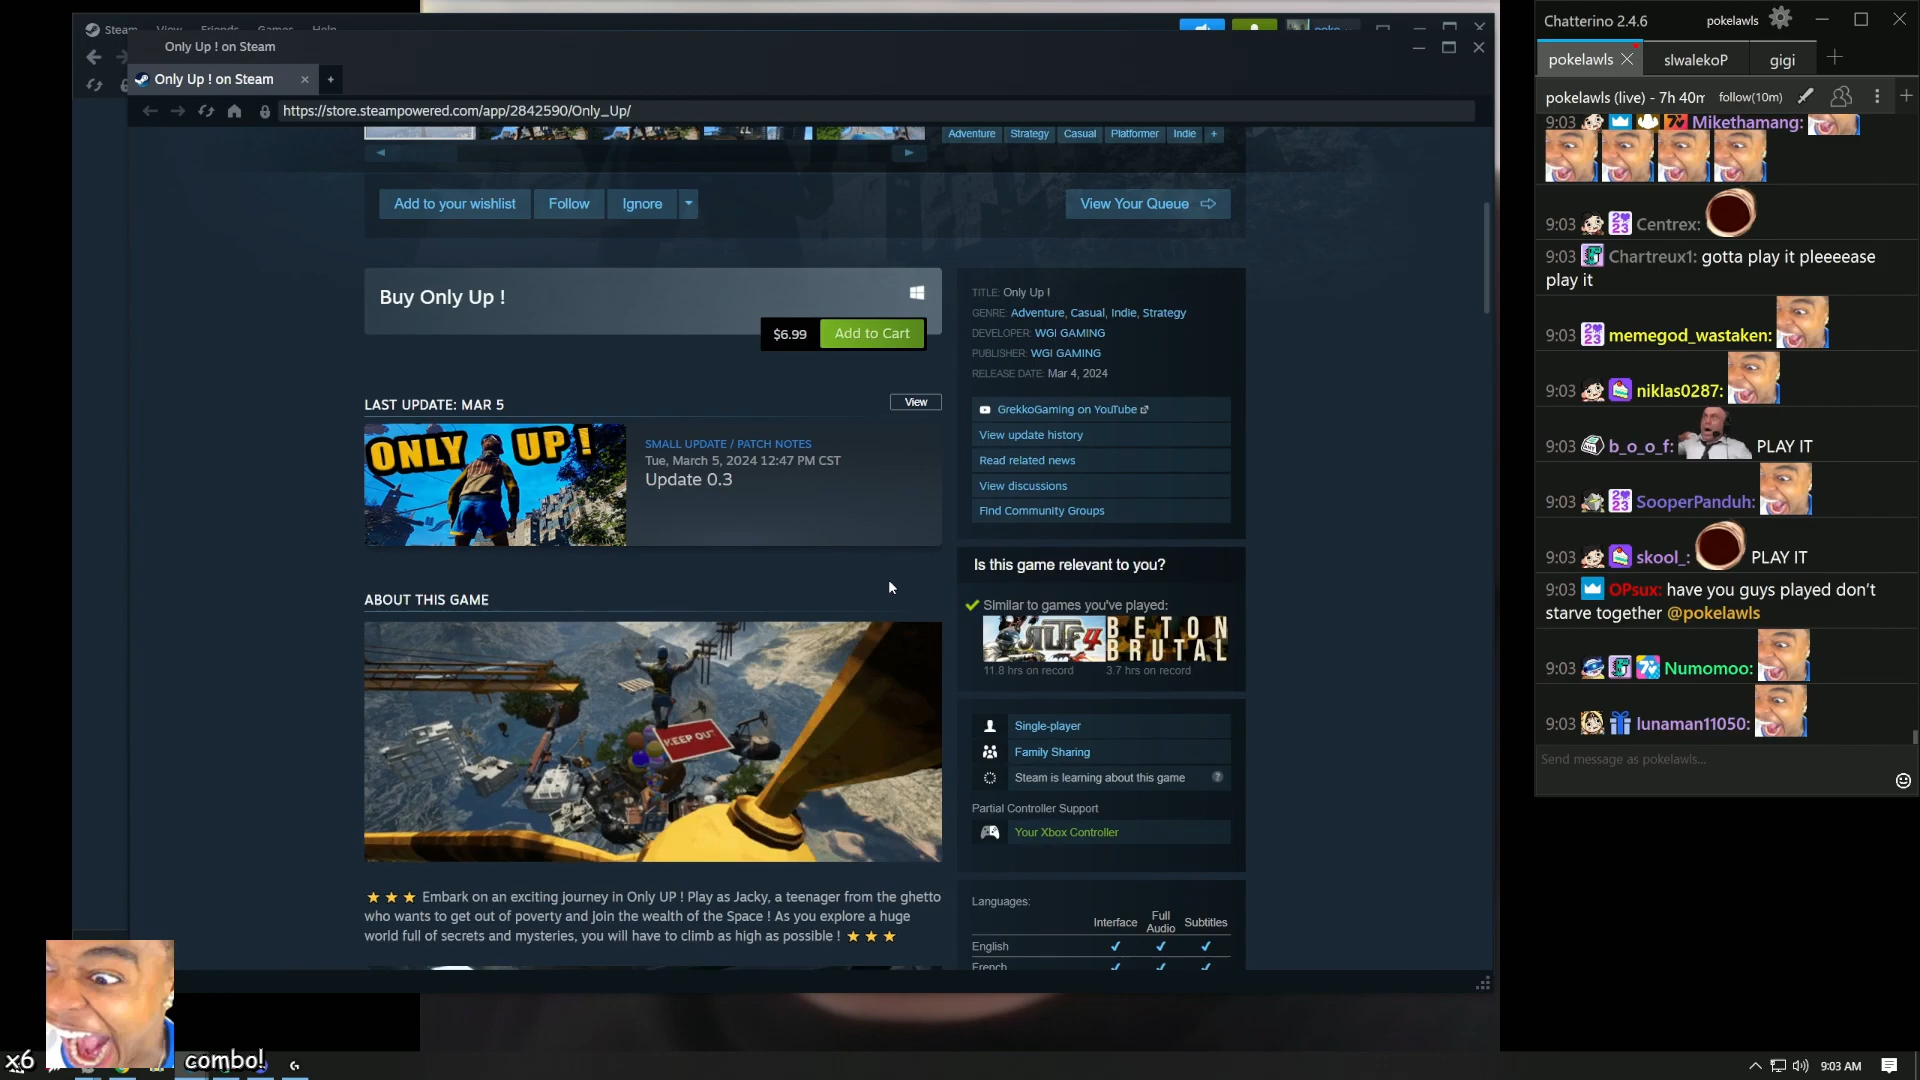 Steam View Friends Games Help
poke
Only Up ! on Steam
Only Up ! on Steam
https://store.steampowered.com/app/2842590/Only_Up/
Adventure Strategy Casual Platformer Indie +
Add to your wishlist Follow Ignore View Your Queue
Buy Only Up !
$6.99 Add to Cart
LAST UPDATE: MAR 5 View
ONLY UP!
SMALL UPDATE / PATCH NOTES
Tue, March 5, 2024 12:47 PM CST
Update 0.3
ABOUT THIS GAME
KEEP OUT
Embark on an exciting journey in Only UP ! Play as Jacky, a teenager from the ghetto
who wants to get out of poverty and join the wealth of the Space ! As you explore a huge
world full of secrets and mysteries, you will have to climb as high as possible !
TITLE: Only Up !
GENRE: Adventure, Casual, Indie, Strategy
DEVELOPER: WGI GAMING
PUBLISHER: WGI GAMING
RELEASE DATE: Mar 4, 2024
GrekkoGaming on YouTube
View update history
Read related news
View discussions
Find Community Groups
Is this game relevant to you?
Similar to games you've played:
BETON
BRUTAL
11.8 hrs on record 3.7 hrs on record
Single-player
Family Sharing
Steam is learning about this game ?
Partial Controller Support
Your Xbox Controller
Languages:
Interface Full Audio Subtitles
English
French
x6 combo!
Chatterino 2.4.6 pokelawls
pokelawls slwalekoP gigi
pokelawls (live) - 7h 40m follow(10m)
9:03 Mikethamang:
9:03 Centrex:
9:03 Chartreux1: gotta play it pleeeease
play it
9:03 memegod_wastaken:
9:03 niklas0287:
9:03 b_o_o_f: PLAY IT
9:03 SooperPanduh:
9:03 skool_: PLAY IT
9:03 OPsux: have you guys played don't
starve together @pokelawls
9:03 Numomoo:
9:03 lunaman11050:
Send message as pokelawls...
9:03 AM